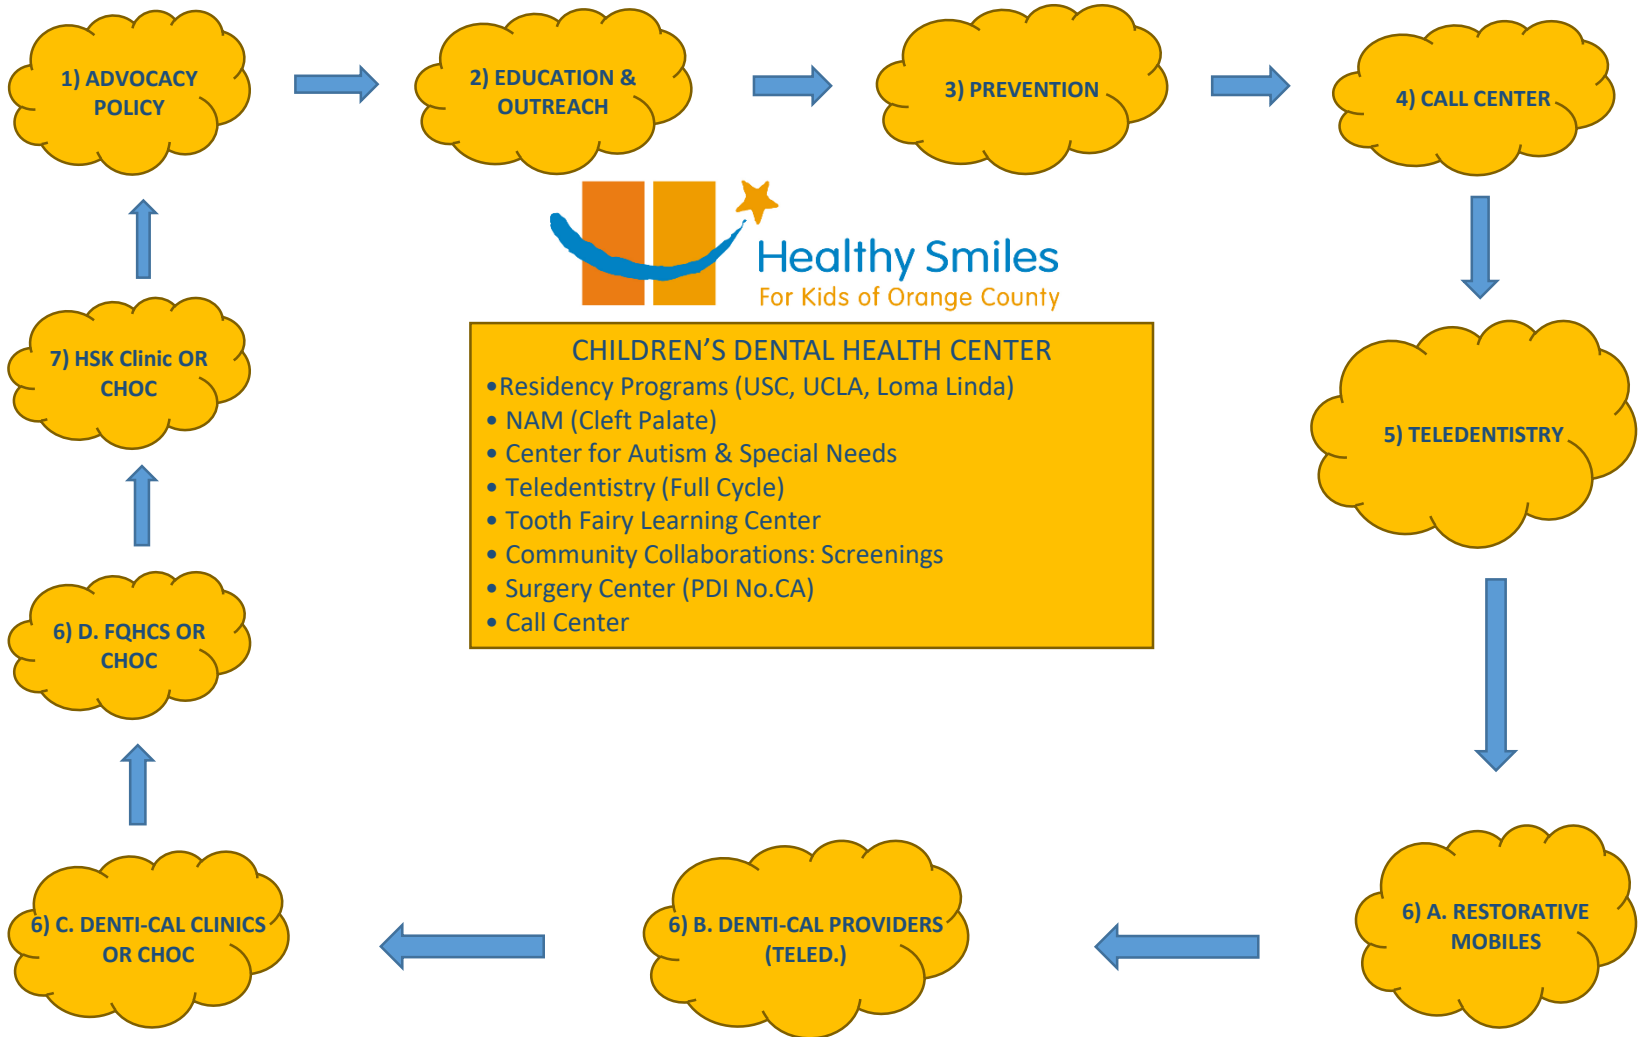 1) ADVOCACY
POLICY
2) EDUCATION &
OUTREACH
3) PREVENTION
4) CALL CENTER
Healthy Smiles
For Kids of Orange County
CHILDREN'S DENTAL HEALTH CENTER
•Residency Programs (USC, UCLA, Loma Linda)
• NAM (Cleft Palate)
• Center for Autism & Special Needs
• Teledentistry (Full Cycle)
• Tooth Fairy Learning Center
• Community Collaborations: Screenings
• Surgery Center (PDI No.CA)
• Call Center
5) TELEDENTISTRY
6) A. RESTORATIVE
MOBILES
6) B. DENTI-CAL PROVIDERS
(TELED.)
6) C. DENTI-CAL CLINICS
OR CHOC
6) D. FQHCS OR
CHOC
7) HSK Clinic OR
CHOC